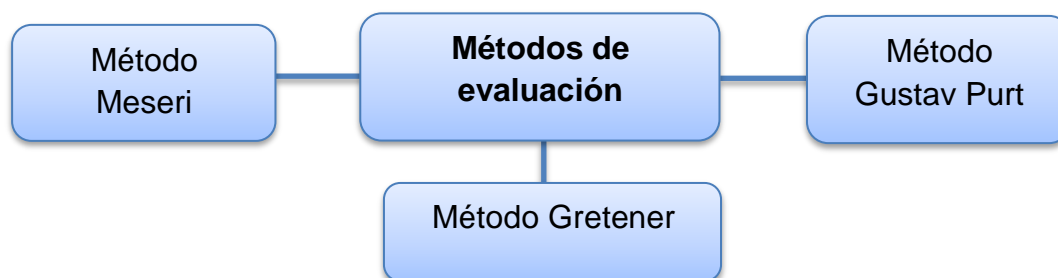 Método
Meseri
Métodos de
evaluación
Método
Gustav Purt
Método Gretener